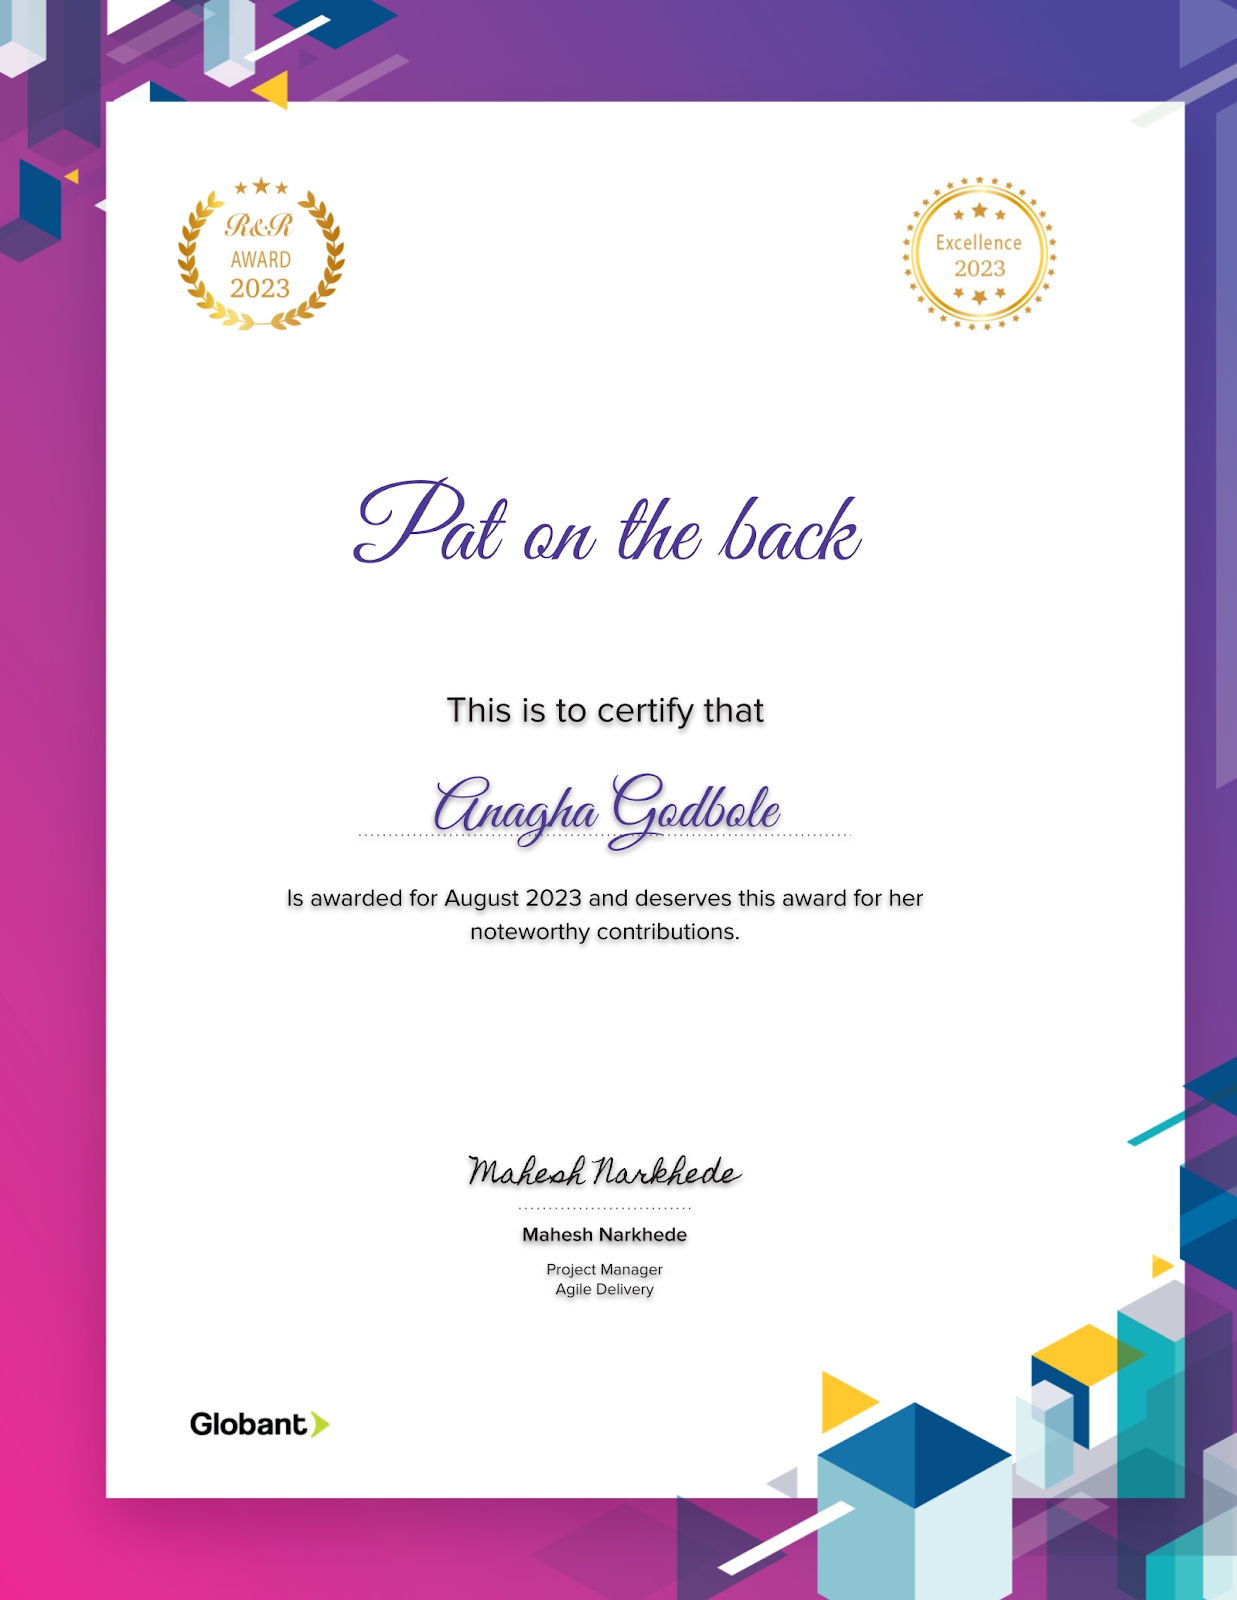 R&R
AWARD
2023
Excellence
2023
Pat on the back
This is to certify that
Anagha Godbole
Is awarded for August 2023 and deserves this award for her
noteworthy contributions.
Mahesh Narkhede
Mahesh Narkhede
Project Manager
Agile Delivery
Globant